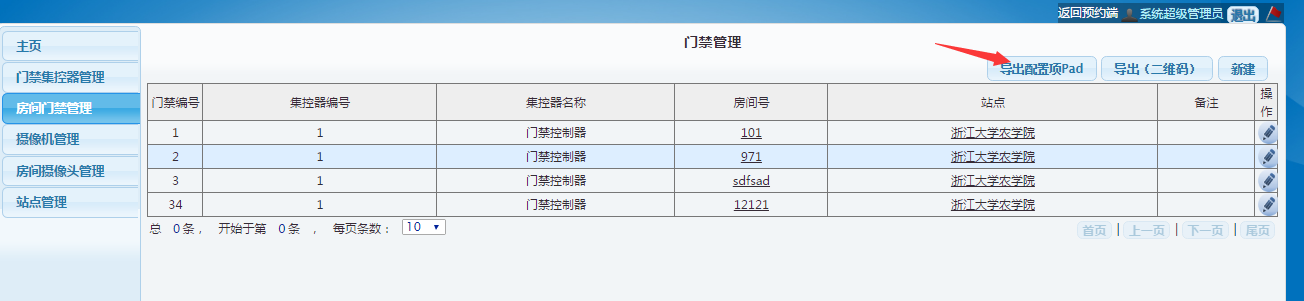 返回预约端 系统超级管理员 退出
主页
门禁集控器管理
房间门禁管理
摄像机管理
房间摄像头管理
站点管理
门禁管理
导出配置项Pad 导出（二维码） 新建
门禁编号 集控器编号 集控器名称 房间号 站点 备注 操作
1 1 门禁控制器 101 浙江大学农学院
2 1 门禁控制器 971 浙江大学农学院
3 1 门禁控制器 sdfsad 浙江大学农学院
34 1 门禁控制器 12121 浙江大学农学院
总 0条， 开始于第 0条 ， 每页条数： 10
首页 | 上一页 | 下一页 | 尾页